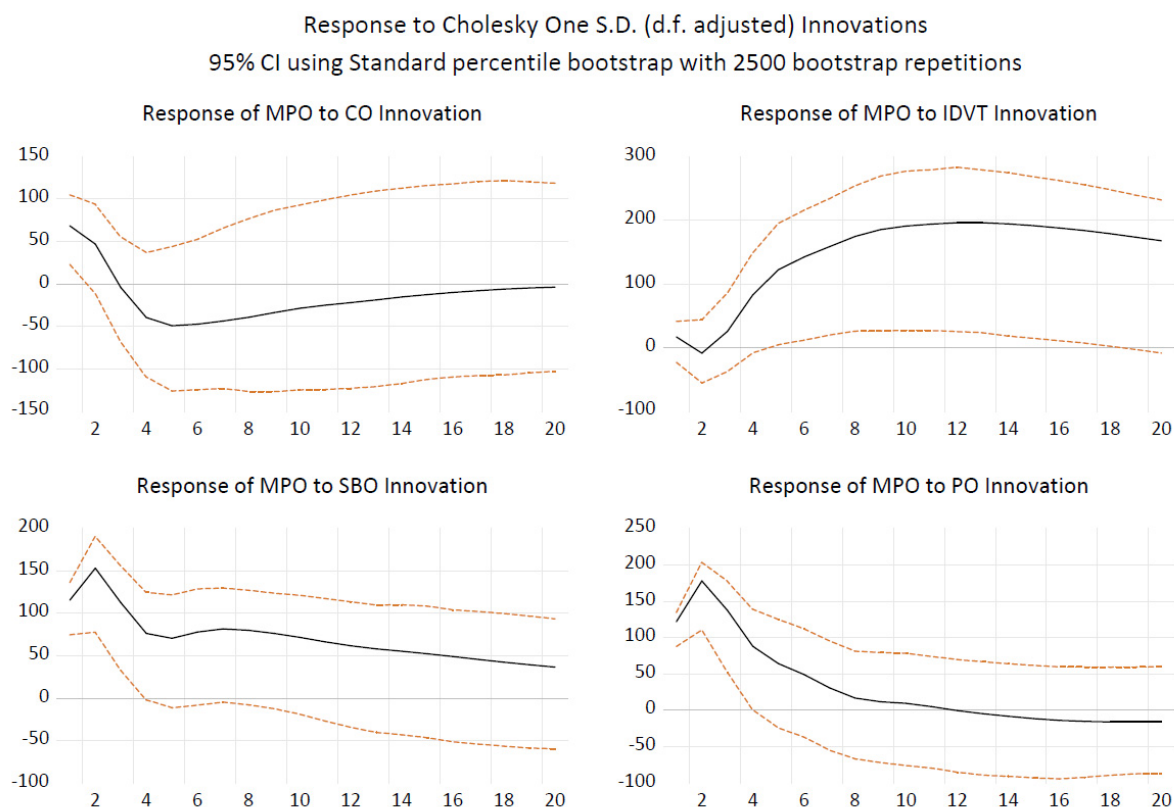 Response to Cholesky One S.D. (d.f. adjusted) Innovations
95% CI using Standard percentile bootstrap with 2500 bootstrap repetitions
Response of MPO to CO Innovation
150
100
50
0
-50
-100
-150
2 4 6 8 10 12 14 16 18 20
Response of MPO to IDVT Innovation
300
200
100
0
-100
2 4 6 8 10 12 14 16 18 20
Response of MPO to SBO Innovation
200
150
100
50
0
-50
-100
2 4 6 8 10 12 14 16 18 20
Response of MPO to PO Innovation
250
200
150
100
50
0
-50
-100
2 4 6 8 10 12 14 16 18 20